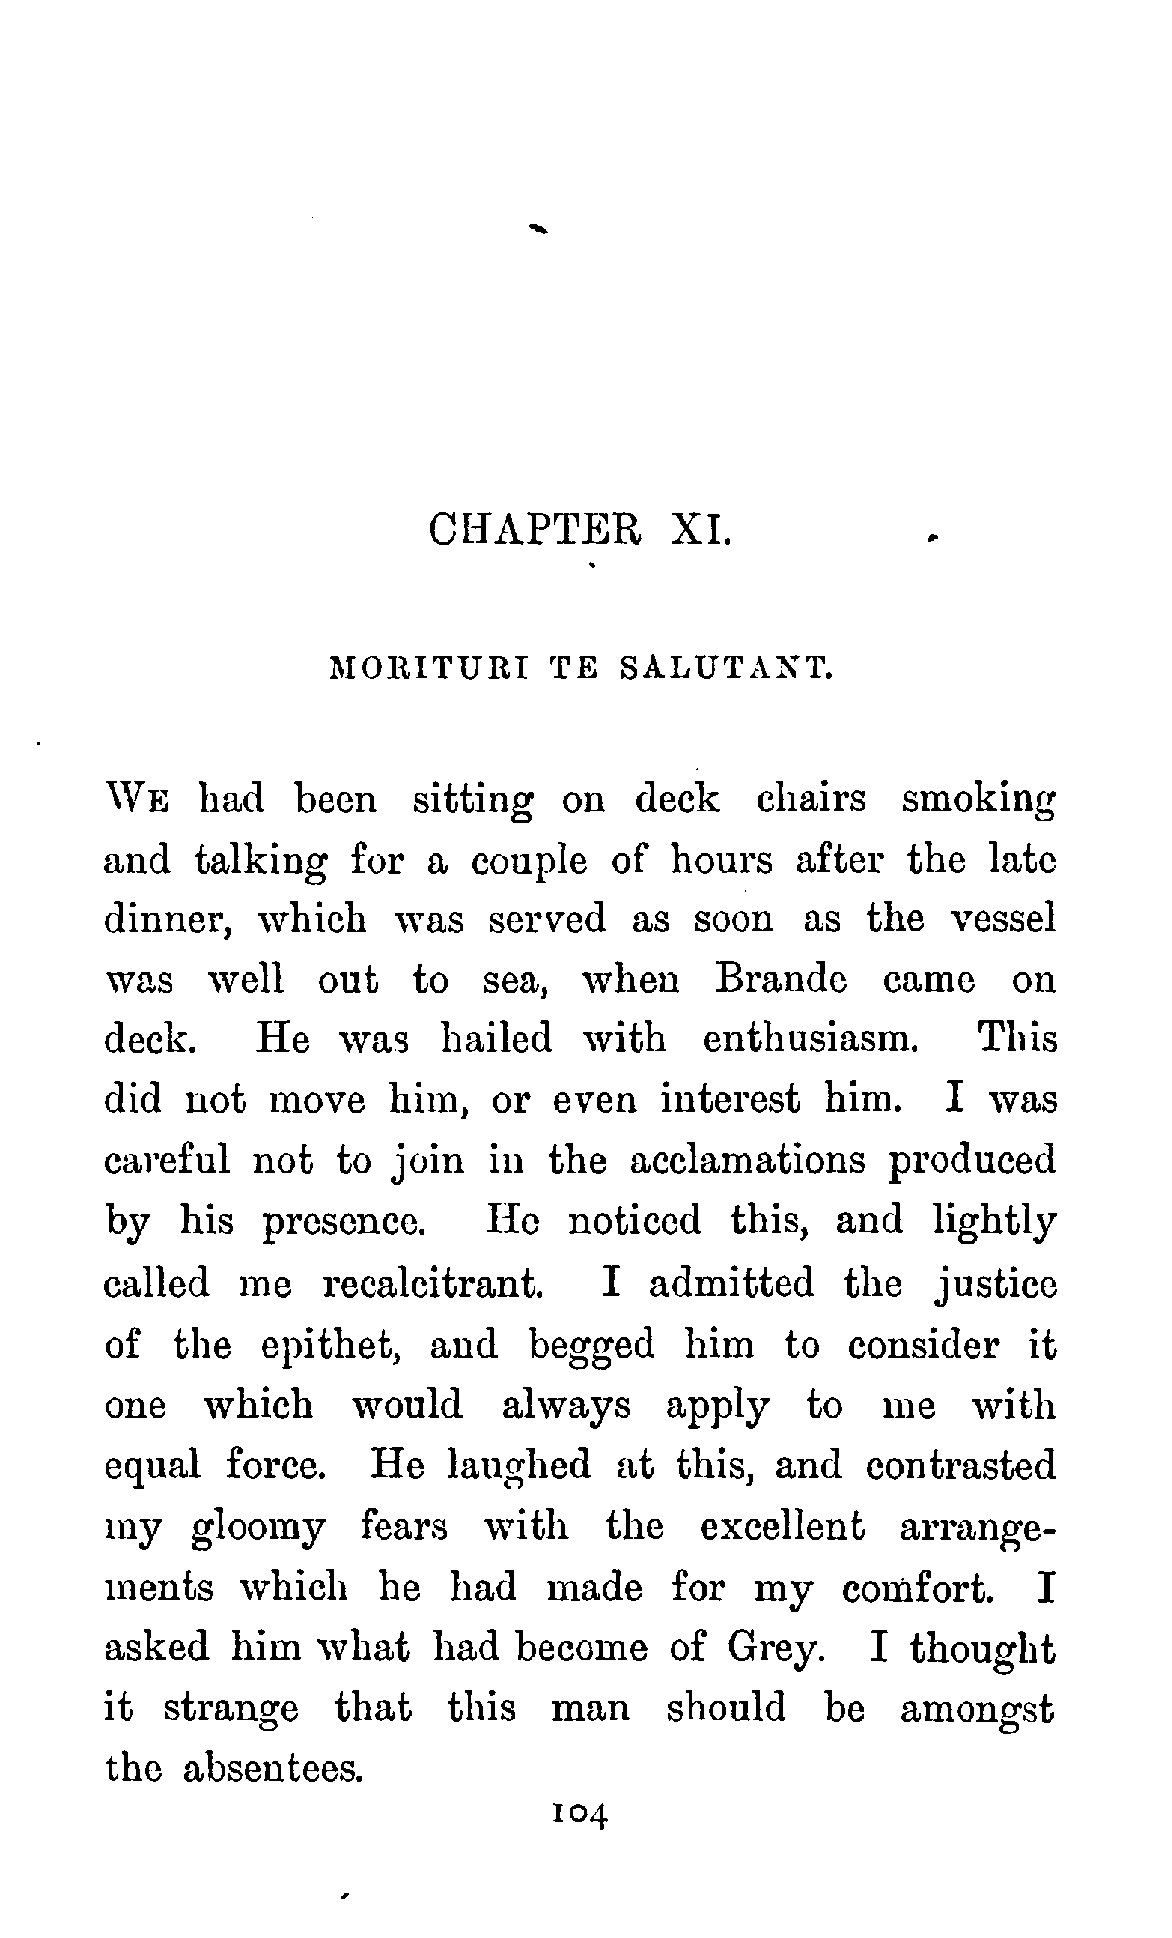 CHAPTER XI.
MORITURI TE SALUTANT.
WE had been sitting on deck chairs smoking
and talking for a couple of hours after the late
dinner, which was served as soon as the vessel
was well out to sea, when Brande came on
deck. He was hailed with enthusiasm. This
did not move him, or even interest him. I was
careful not to join in the acclamations produced
by his presence. He noticed this, and lightly
called me recalcitrant. I admitted the justice
of the epithet, and begged him to consider it
one which would always apply to me with
equal force. He laughed at this, and contrasted
my gloomy fears with the excellent arrange-
ments which he had made for my comfort. I
asked him what had become of Grey. I thought
it strange that this man should be amongst
the absentees.
104